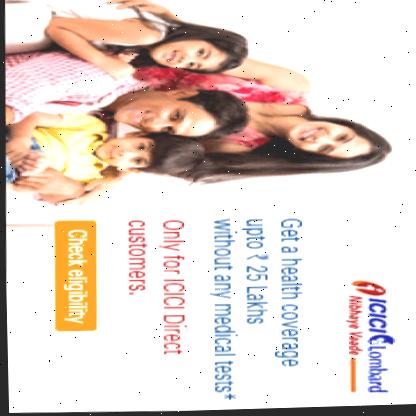 ICICI Lombard
Nibhaye Vaade
Get a health coverage
upto ₹ 25 Lakhs
without any medical tests*
Only for ICICI Direct
customers.
Check eligibility